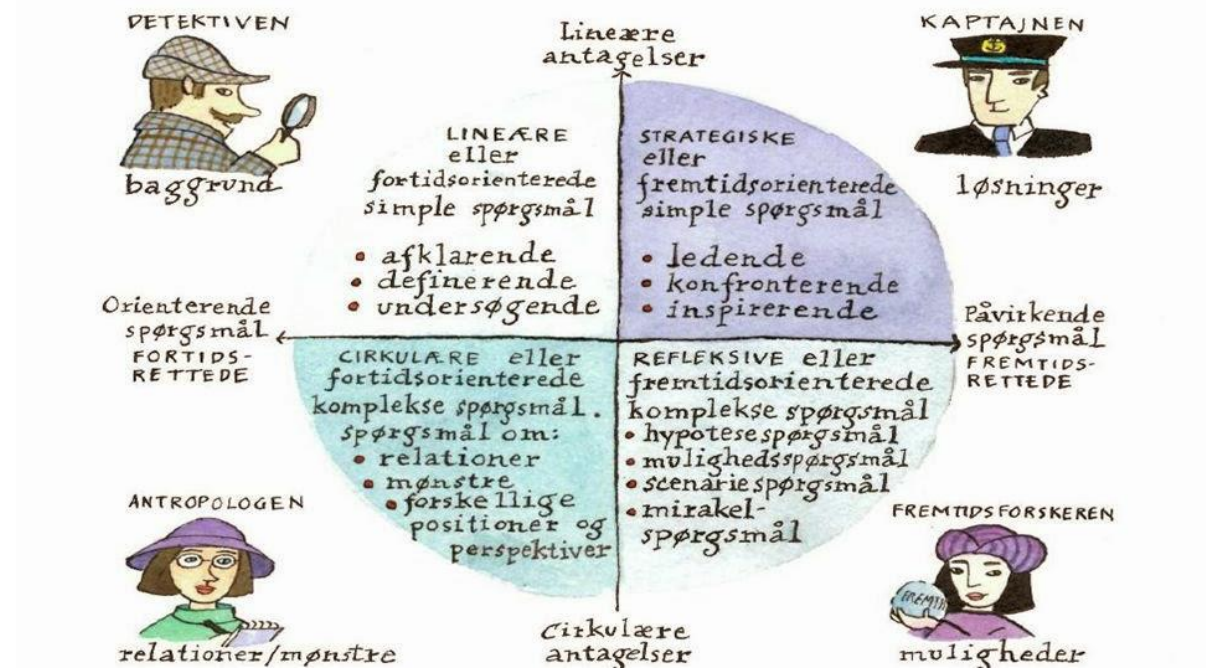 DETEKTIVEN
baggrund
Lineære
antagelser
KAPTAJNEN
løsninger
LINEÆRE
eller
fortidsorienterede
simple spørgsmål
• afklarende
• definerende
• undersøgende
STRATEGISKE
eller
fremtidsorienterede
simple spørgsmål
• ledende
• konfronterende
• inspirerende
Orienterende
spørgsmål
FORTIDS-
RETTEDE
Påvirkende
spørgsmål
FREMTIDS-
RETTEDE
CIRKULÆRE eller
fortidsorienterede
komplekse spørgsmål.
spørgsmål om:
• relationer
• mønstre
• forskellige
positioner og
perspektiver
REFLEKSIVE eller
fremtidsorienterede
komplekse spørgsmål
• hypotesespørgsmål
• mulighedsspørgsmål
• scenariespørgsmål
• mirakel-
spørgsmål
ANTROPOLOGEN
relationer/mønstre
Cirkulære
antagelser
FREMTIDSFORSKEREN
FREMTI
muligheder